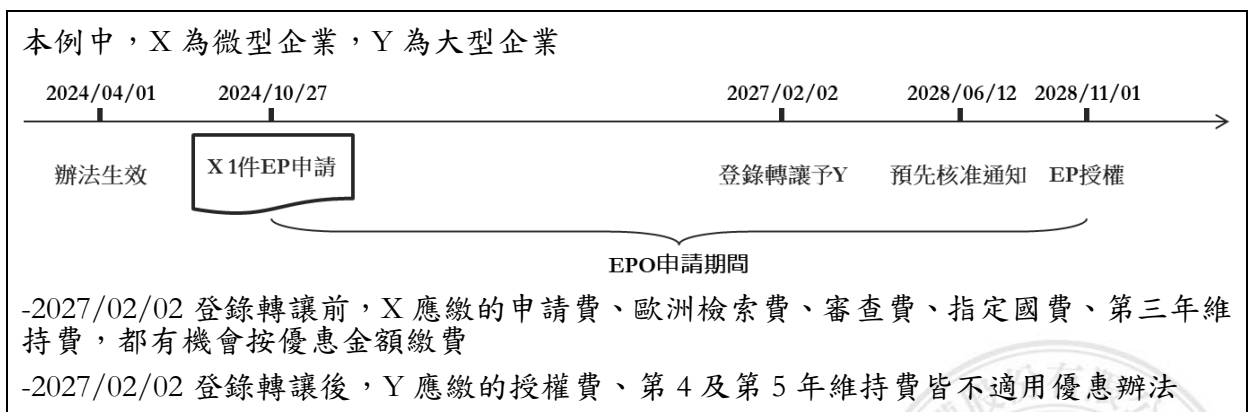 本例中，X 為微型企業，Y 為大型企業
2024/04/01 2024/10/27 2027/02/02 2028/06/12 2028/11/01
辦法生效 X 1件EP申請 登錄轉讓予Y 預先核准通知 EP授權
EPO申請期間
-2027/02/02 登錄轉讓前，X 應繳的申請費、歐洲檢索費、審查費、指定國費、第三年維
持費，都有機會按優惠金額繳費
-2027/02/02 登錄轉讓後，Y 應繳的授權費、第 4 及第 5 年維持費皆不適用優惠辦法